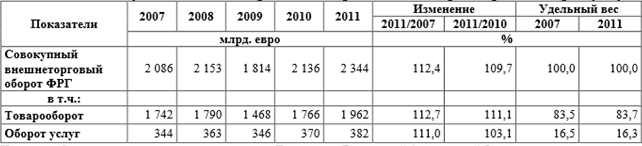 Показатели 2007 2008 2009 2010 2011 Изменение Удельный вес
2011/2007 2011/2010 2007 2011
млрд. евро %
Совокупный внешнеторговый оборот ФРГ 2 086 2 153 1 814 2 136 2 344 112,4 109,7 100,0 100,0
в т.ч.:
Товарооборот 1 742 1 790 1 468 1 766 1 962 112,7 111,1 83,5 83,7
Оборот услуг 344 363 346 370 382 111,0 103,1 16,5 16,3